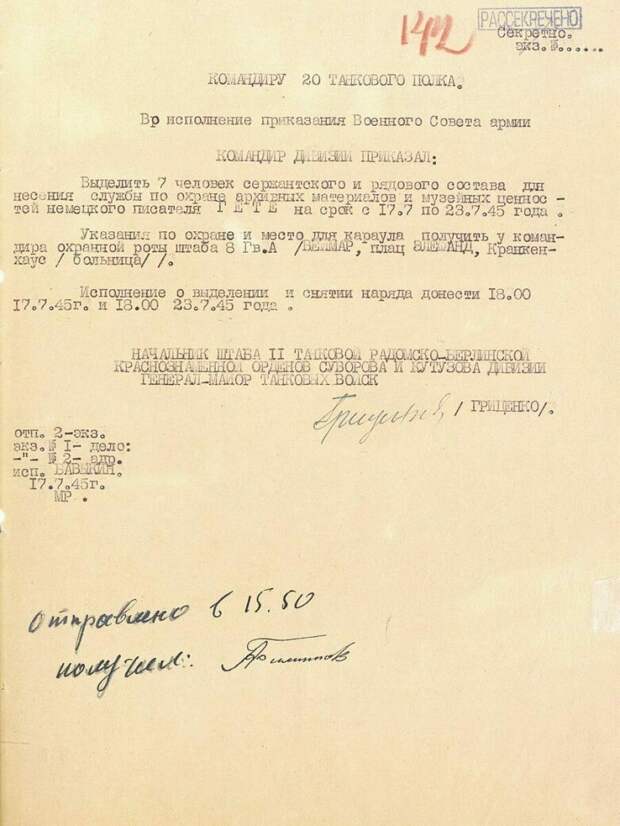 142
РАССЕКРЕЧЕНО
Секретно.
экз.№......
КОМАНДИРУ 20 ТАНКОВОГО ПОЛКА.
Вр исполнение приказания Военного Совета армии
КОМАНДИР ДИВИЗИИ ПРИКАЗАЛ:
Выделить 7 человек сержантского и рядового состава для
несения службы по охране архивных материалов и музейных ценнос -
тей немецкого писателя Г Е Т Е на срок с 17.7 по 23.7.45 года .
Указания по охране и место для караула получить у коман-
дира охранной роты штаба 8 Гв.А /ВЕЙМАР, плац ЭЛЕФАНД, Кранкен-
хаус / больница/ /.
Исполнение о выделении и снятии наряда донести 18.00
17.7.45г. и 18.00 23.7.45 года .
НАЧАЛЬНИК ШТАБА II ТАНКОВОЙ РАДОМСКО-БЕРЛИНСКОЙ
КРАСНОЗНАМЕННОЙ ОРДЕНОВ СУВОРОВА И КУТУЗОВА ДИВИЗИИ
ГЕНЕРАЛ-МАЙОР ТАНКОВЫХ ВОЙСК
/ ГРИЦЕНКО/.
отп. 2-экз.
экз.№ I- дело:
-"- № 2- адр.
исп. БАВЫКИН.
17.7.45г.
МР .
Отправлено в 15.50
получил: